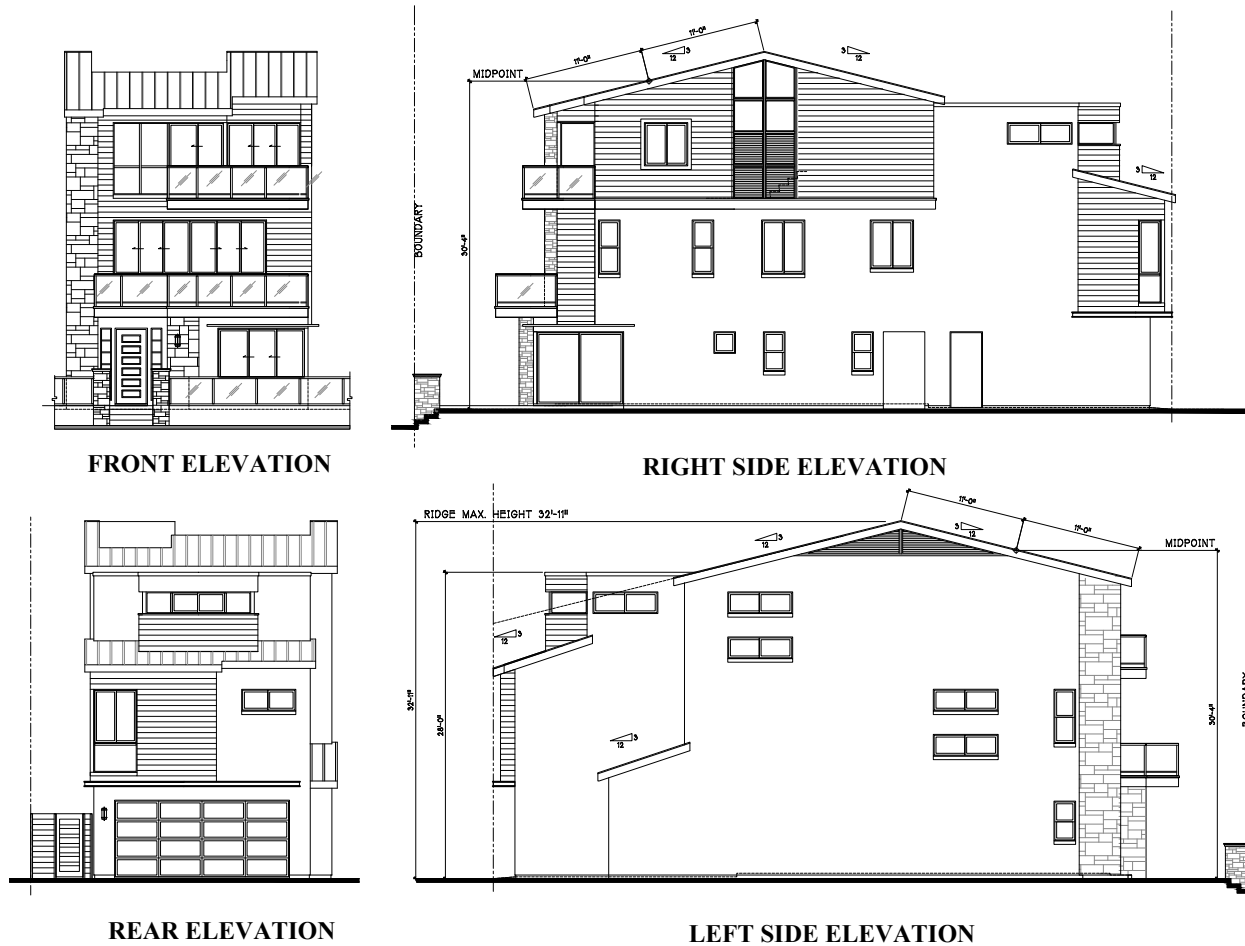 11'-0"
11'-0"
3
12
3
12
MIDPOINT
30'-4"
BOUNDARY
3
12
FRONT ELEVATION
RIGHT SIDE ELEVATION
RIDGE MAX. HEIGHT 32'-11"
11'-0"
11'-0"
3
12
3
12
MIDPOINT
3
12
3
12
32'-11"
28'-0"
30'-4"
BOUNDARY
REAR ELEVATION
LEFT SIDE ELEVATION